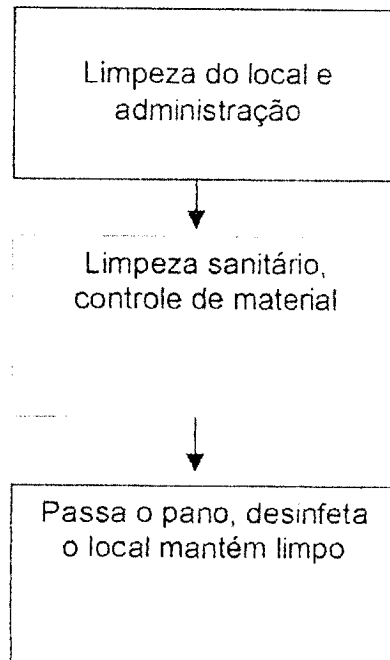 Limpeza do local e
administração
Limpeza sanitário,
controle de material
Passa o pano, desinfeta
o local mantém limpo